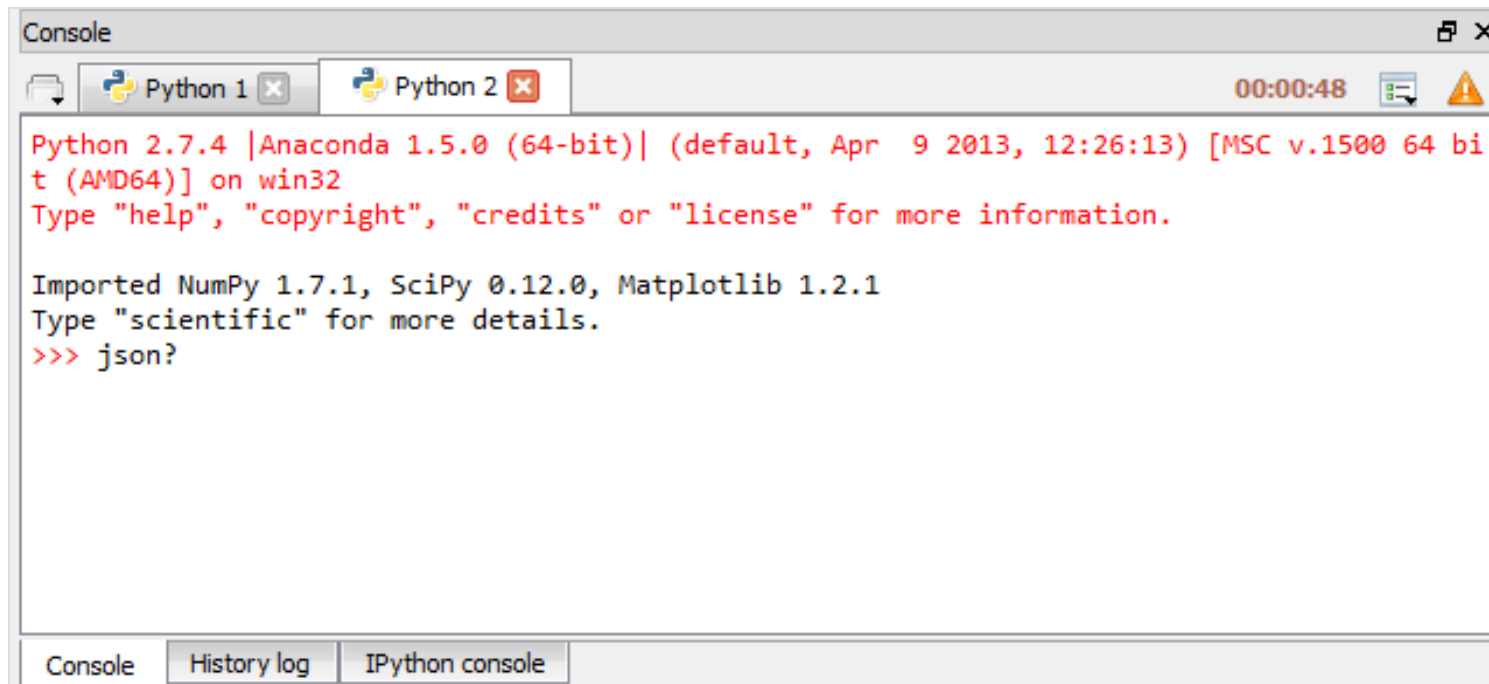 Console
Python 1
Python 2
00:00:48
Python 2.7.4 |Anaconda 1.5.0 (64-bit)| (default, Apr  9 2013, 12:26:13) [MSC v.1500 64 bi
t (AMD64)] on win32
Type "help", "copyright", "credits" or "license" for more information.
Imported NumPy 1.7.1, SciPy 0.12.0, Matplotlib 1.2.1
Type "scientific" for more details.
>>> json?
Console
History log
IPython console